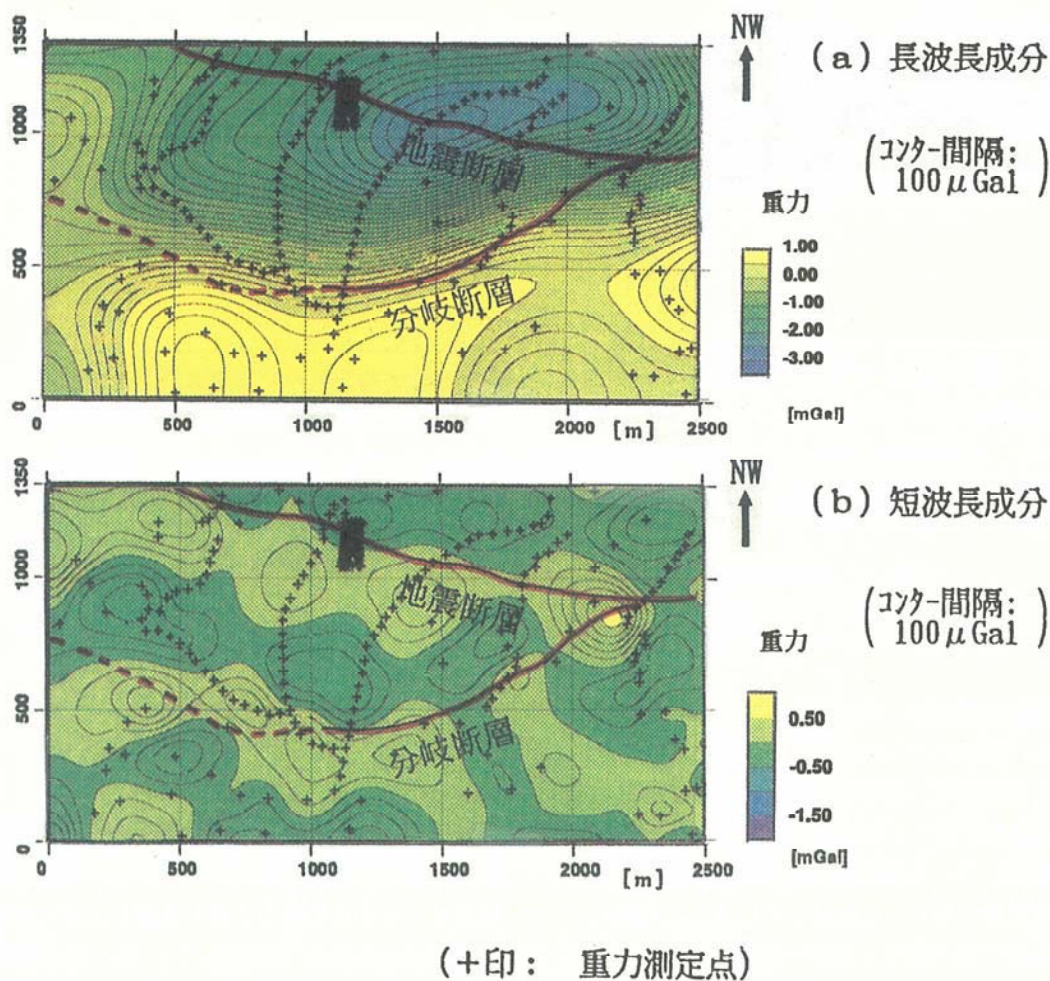 1350
1000
500
0
0
500
1000
1500
[m]
2000
2500
地震断層
分岐断層
NW
(a) 長波長成分
(コンター間隔:
100μGal)
重力
1.00
0.00
-1.00
-2.00
-3.00
[mGal]
1350
1000
500
0
0
500
1000
1500
[m]
2000
2500
地震断層
分岐断層
NW
(b) 短波長成分
(コンター間隔:
100μGal)
重力
0.50
-0.50
-1.50
[mGal]
(+印: 重力測定点)